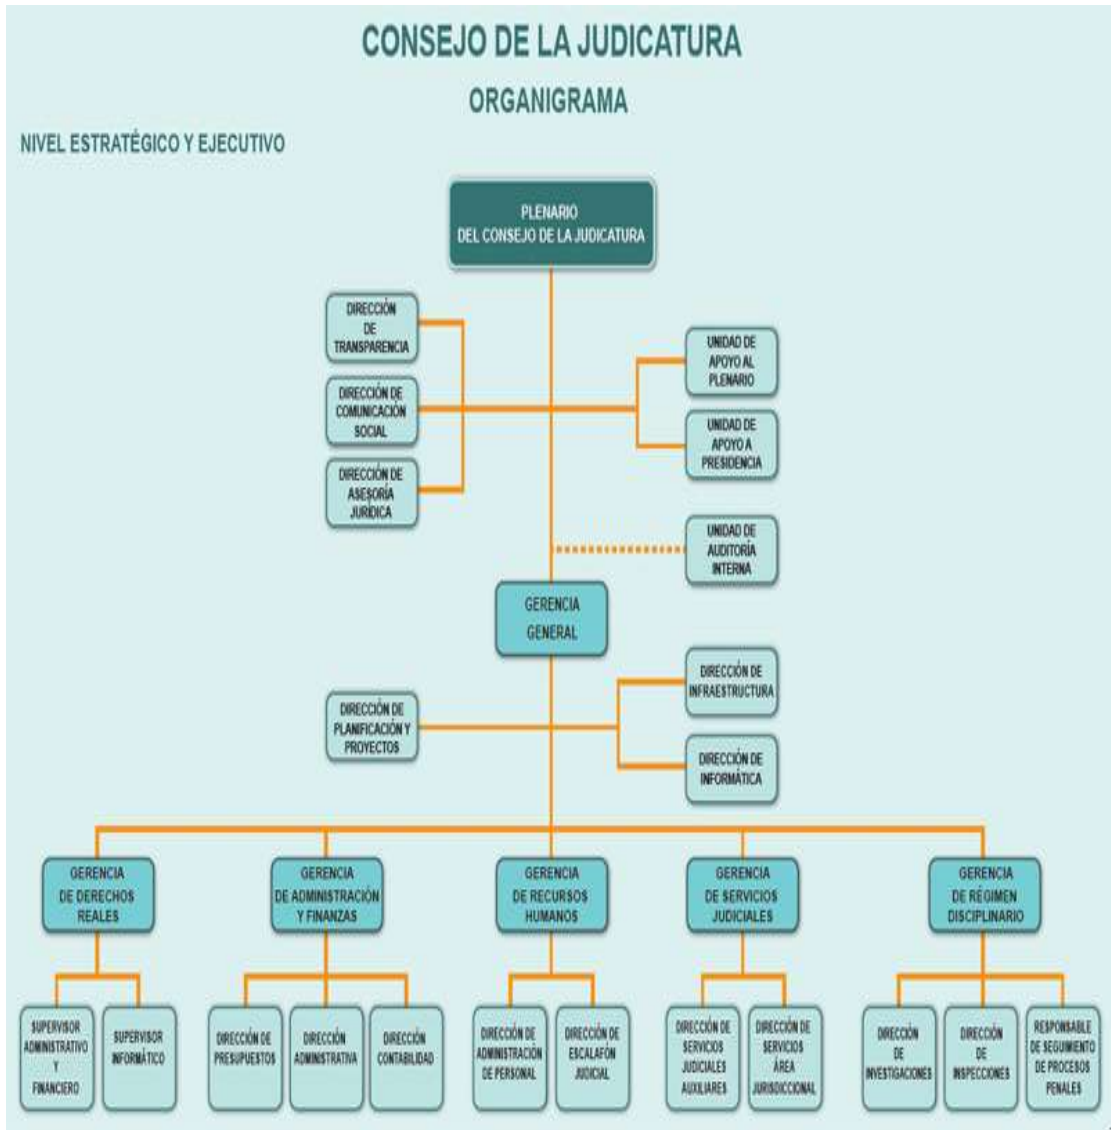 CONSEJO DE LA JUDICATURA
ORGANIGRAMA
NIVEL ESTRATÉGICO Y EJECUTIVO
PLENARIO
DEL CONSEJO DE LA JUDICATURA
DIRECCIÓN
DE
TRANSPARENCIA
DIRECCIÓN DE
COMUNICACIÓN
SOCIAL
DIRECCIÓN DE
ASESORÍA
JURÍDICA
UNIDAD DE
APOYO AL
PLENARIO
UNIDAD DE
APOYO A
PRESIDENCIA
UNIDAD DE
AUDITORÍA
INTERNA
GERENCIA
GENERAL
DIRECCIÓN DE
PLANIFICACIÓN Y
PROYECTOS
DIRECCIÓN DE
INFRAESTRUCTURA
DIRECCIÓN DE
INFORMÁTICA
GERENCIA
DE DERECHOS
REALES
GERENCIA
DE ADMINISTRACIÓN
Y FINANZAS
GERENCIA
DE RECURSOS
HUMANOS
GERENCIA
DE SERVICIOS
JUDICIALES
GERENCIA
DE RÉGIMEN
DISCIPLINARIO
SUPERVISOR
ADMINISTRATIVO
Y
FINANCIERO
SUPERVISOR
INFORMÁTICO
DIRECCIÓN DE
PRESUPUESTOS
DIRECCIÓN
ADMINISTRATIVA
DIRECCIÓN
CONTABILIDAD
DIRECCIÓN DE
ADMINISTRACIÓN
DE PERSONAL
DIRECCIÓN DE
ESCALAFÓN
JUDICIAL
DIRECCIÓN DE
SERVICIOS
JUDICIALES
AUXILIARES
DIRECCIÓN DE
SERVICIOS
ÁREA
JURISDICCIONAL
DIRECCIÓN
DE
INVESTIGACIONES
DIRECCIÓN
DE
INSPECCIONES
RESPONSABLE
DE SEGUIMIENTO
DE PROCESOS
PENALES